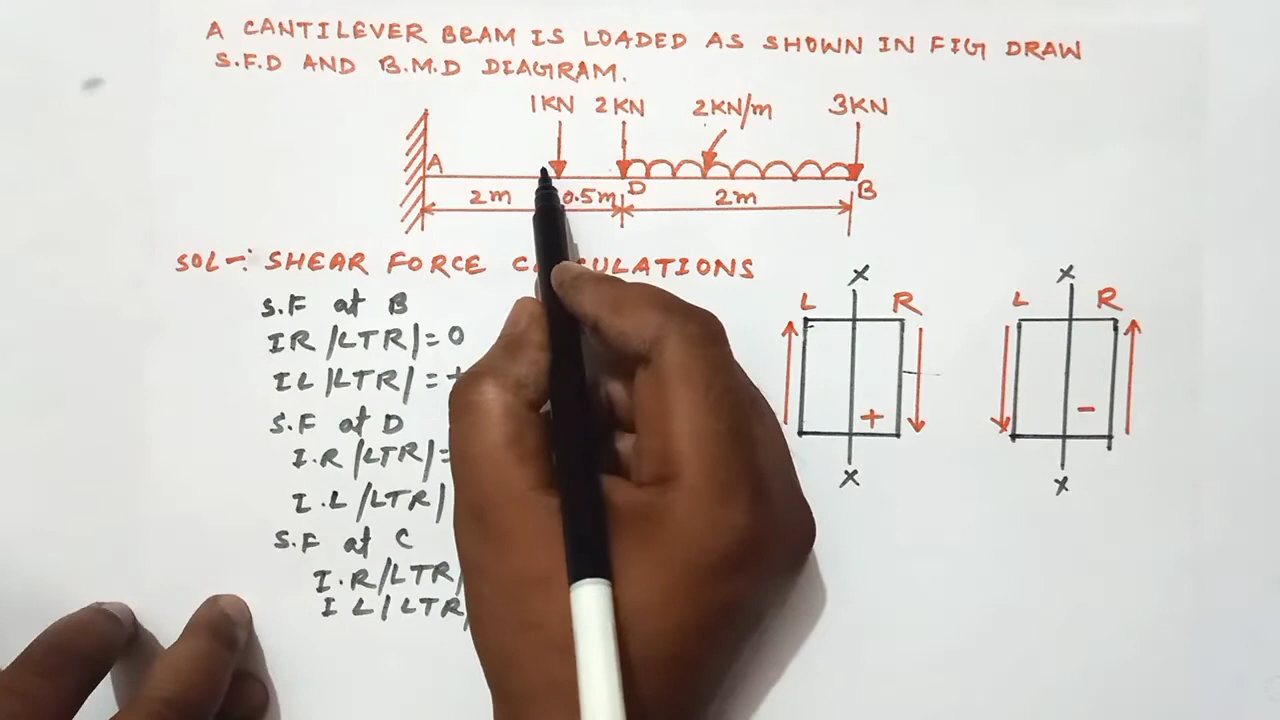 A CANTILEVER BEAM IS LOADED AS SHOWN IN FIG DRAW
S.F.D AND B.M.D DIAGRAM.
1KN 2KN 2KN/m 3KN
A
D B
2m 0.5m 2m
SOL-: SHEAR FORCE C ULATIONS
S.F at B
IR/LTR/=0
IL/LTR/=+
S.F at D
I.R/LTR/=
I.L/LTR/
S.F at C
I.R/LTR/
IL/LTR
X X
L R L R
+ -
X X